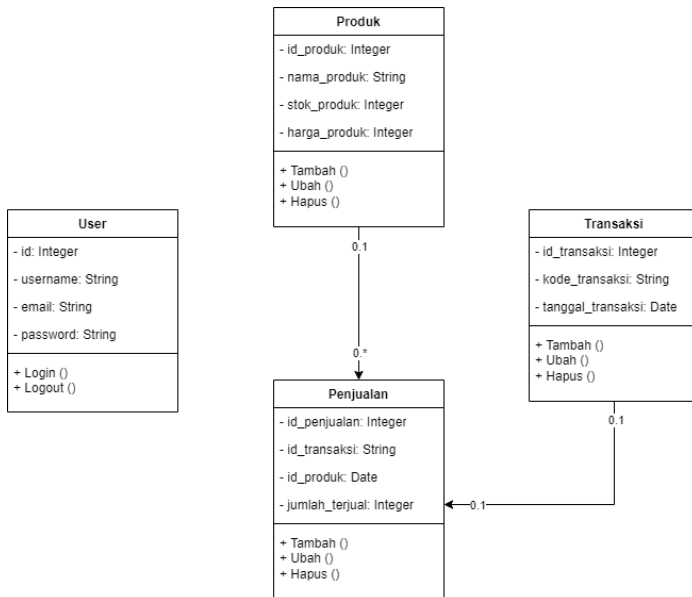 Produk
- id_produk: Integer
- nama_produk: String
- stok_produk: Integer
- harga_produk: Integer
+ Tambah ()
+ Ubah ()
+ Hapus ()
0.1
0.*
User
- id: Integer
- username: String
- email: String
- password: String
+ Login ()
+ Logout ()
Transaksi
- id_transaksi: Integer
- kode_transaksi: String
- tanggal_transaksi: Date
+ Tambah ()
+ Ubah ()
+ Hapus ()
0.1
0.1
Penjualan
- id_penjualan: Integer
- id_transaksi: String
- id_produk: Date
- jumlah_terjual: Integer
+ Tambah ()
+ Ubah ()
+ Hapus ()